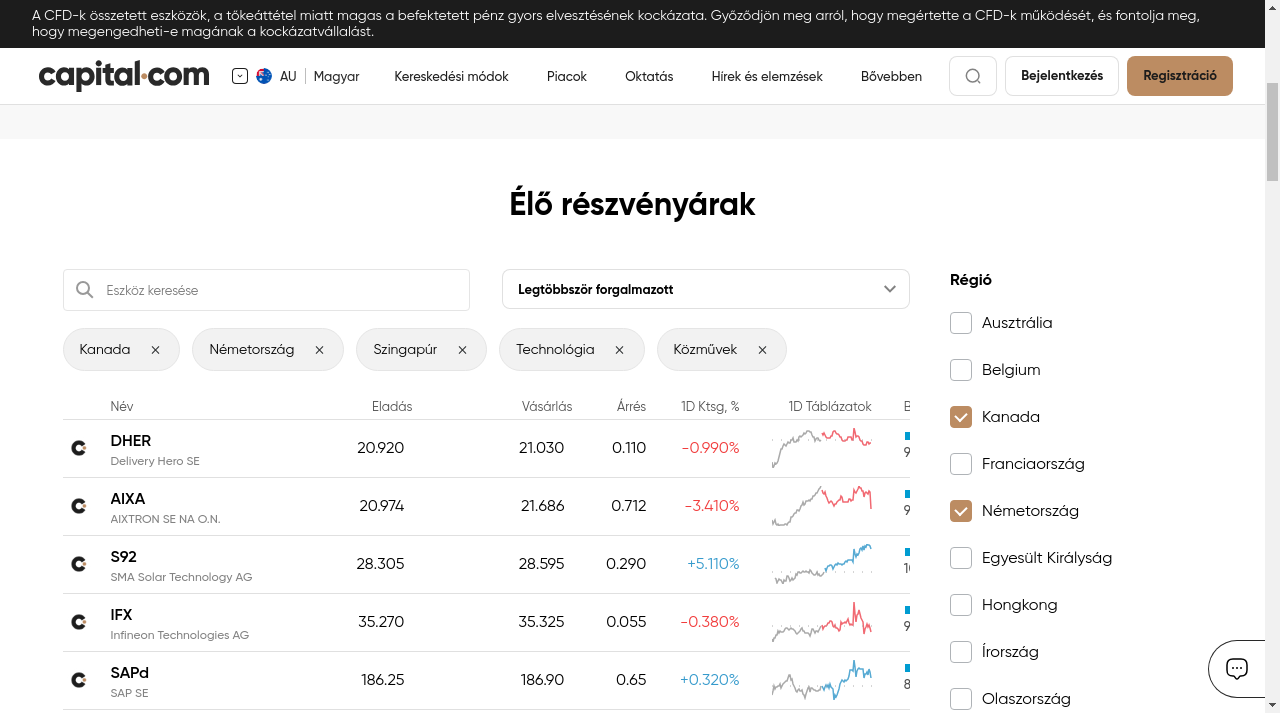 A CFD-k összetett eszközök, a tőkeáttétel miatt magas a befektetett pénz gyors elvesztésének kockázata. Győződjön meg arról, hogy megértette a CFD-k működését, és fontolja meg,
hogy megengedheti-e magának a kockázatvállalást.
capital.com AU Magyar Kereskedési módok Piacok Oktatás Hírek és elemzések Bővebben Bejelentkezés Regisztráció
Élő részvényárak
Eszköz keresése
Legtöbbször forgalmazott
Kanada Németország Szingapúr Technológia Közművek
Név Eladás Vásárlás Árrés 1D Ktsg, % 1D Táblázatok
DHER 20.920 21.030 0.110 -0.990%
Delivery Hero SE
AIXA 20.974 21.686 0.712 -3.410%
AIXTRON SE NA O.N.
S92 28.305 28.595 0.290 +5.110%
SMA Solar Technology AG
IFX 35.270 35.325 0.055 -0.380%
Infineon Technologies AG
SAPd 186.25 186.90 0.65 +0.320%
SAP SE
Régió
Ausztrália
Belgium
Kanada
Franciaország
Németország
Egyesült Királyság
Hongkong
Írország
Olaszország